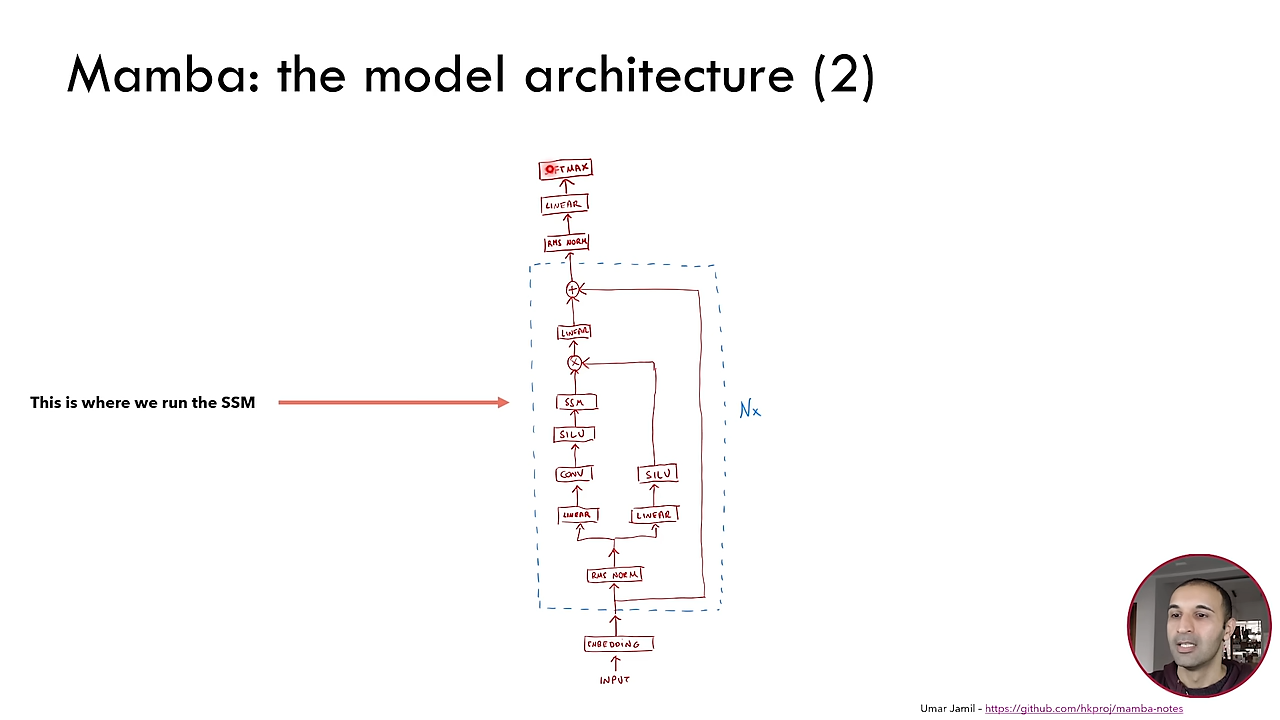 Mamba: the model architecture (2)
SOFTMAX
LINEAR
RMS NORM
+
LINEAR
×
This is where we run the SSM
SSM
Nx
SILU
CONV
SILU
LINEAR
LINEAR
RMS NORM
EMBEDDING
INPUT
Umar Jamil – https://github.com/hkproj/mamba-notes